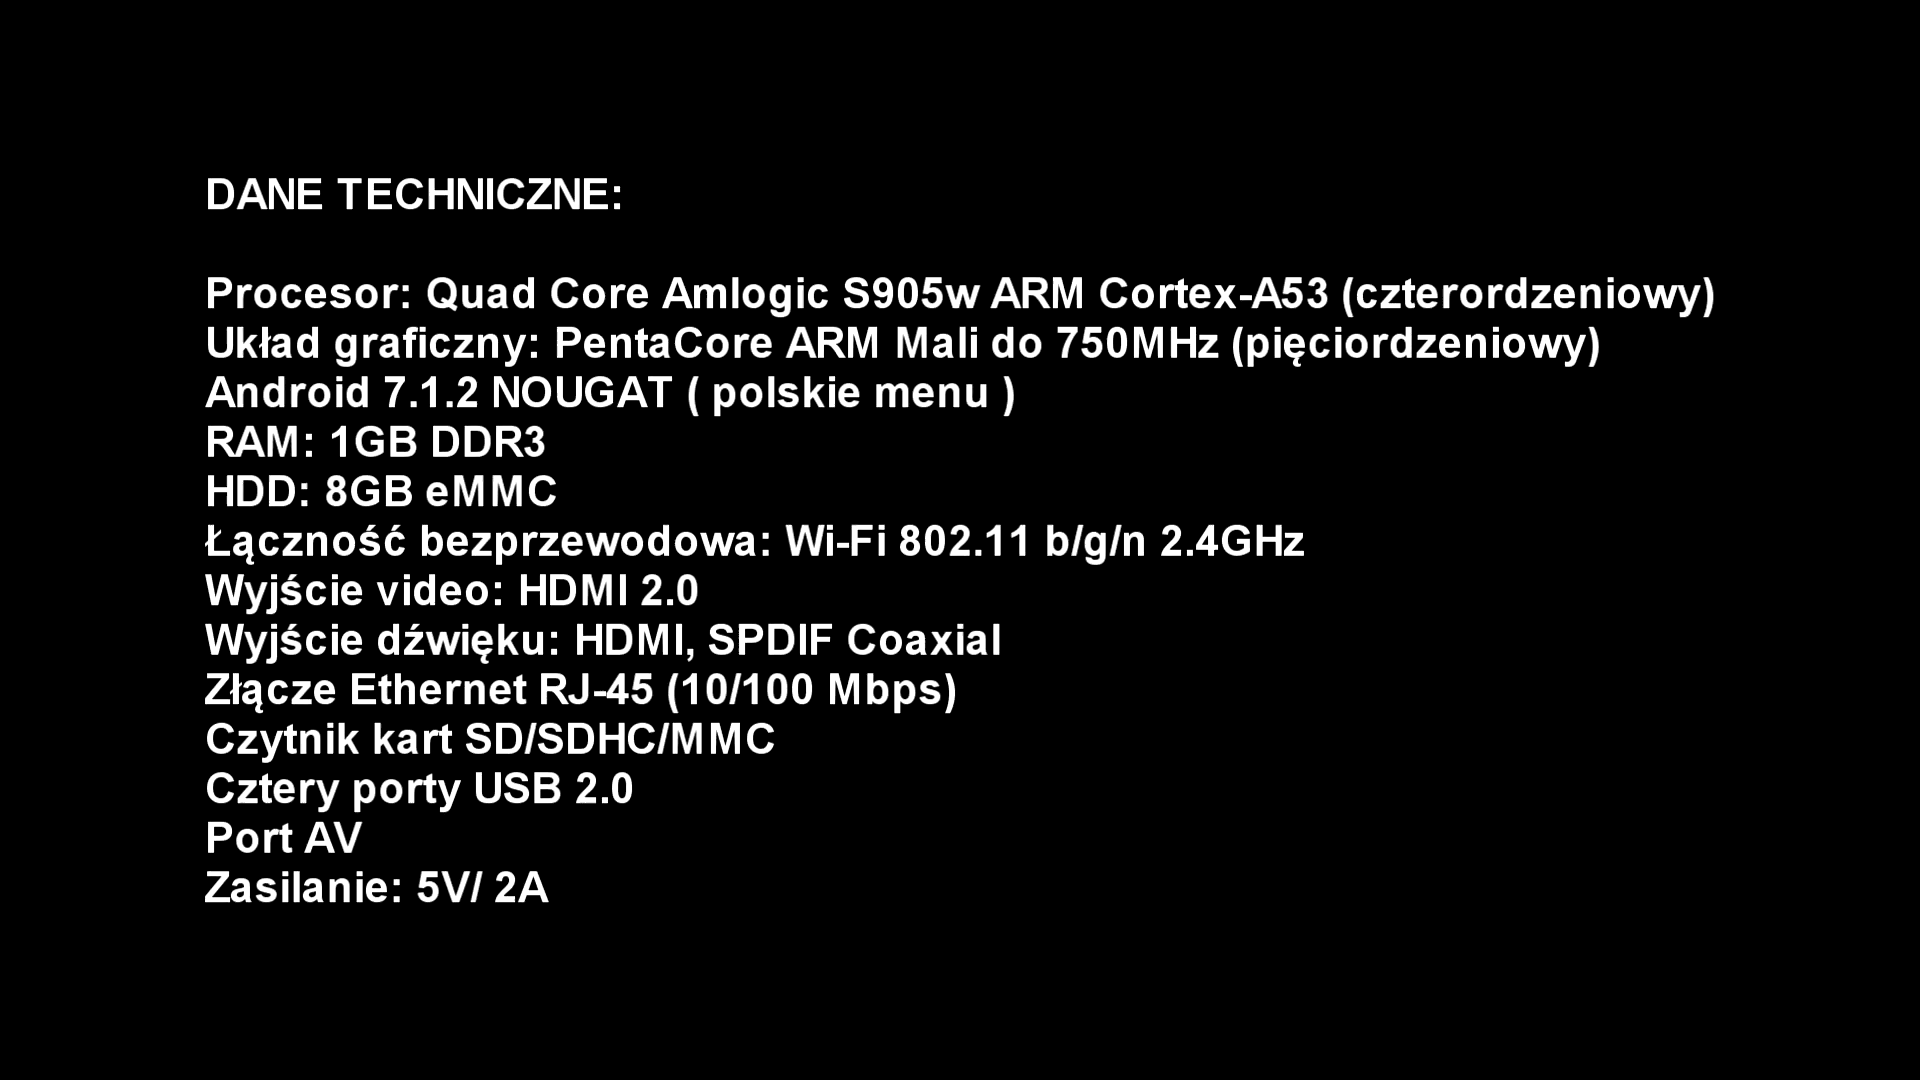 DANE TECHNICZNE:
Procesor: Quad Core Amlogic S905w ARM Cortex-A53 (czterordzeniowy)
Układ graficzny: PentaCore ARM Mali do 750MHz (pięciordzeniowy)
Android 7.1.2 NOUGAT ( polskie menu )
RAM: 1GB DDR3
HDD: 8GB eMMC
Łączność bezprzewodowa: Wi-Fi 802.11 b/g/n 2.4GHz
Wyjście video: HDMI 2.0
Wyjście dźwięku: HDMI, SPDIF Coaxial
Złącze Ethernet RJ-45 (10/100 Mbps)
Czytnik kart SD/SDHC/MMC
Cztery porty USB 2.0
Port AV
Zasilanie: 5V/ 2A